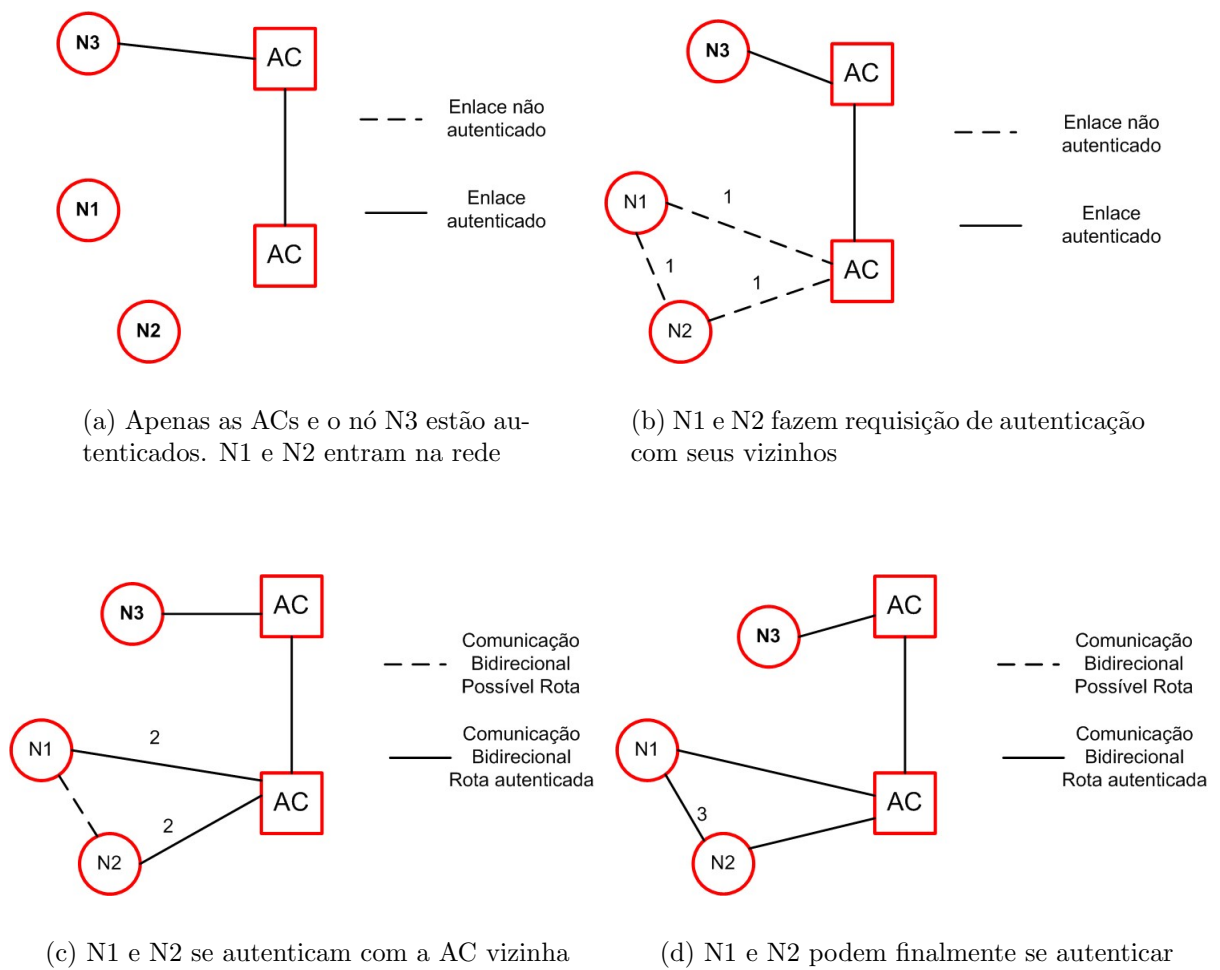 N3
AC
Enlace não
autenticado
N1
Enlace
autenticado
AC
N2
(a) Apenas as ACs e o nó N3 estão au-
tenticados. N1 e N2 entram na rede
N3
AC
Enlace não
autenticado
N1
1
Enlace
autenticado
1
1
AC
N2
(b) N1 e N2 fazem requisição de autenticação
com seus vizinhos
N3
AC
Comunicação
Bidirecional
Possível Rota
N1
2
Comunicação
Bidirecional
Rota autenticada
AC
2
N2
(c) N1 e N2 se autenticam com a AC vizinha
N3
AC
Comunicação
Bidirecional
Possível Rota
N1
Comunicação
Bidirecional
Rota autenticada
AC
3
N2
(d) N1 e N2 podem finalmente se autenticar